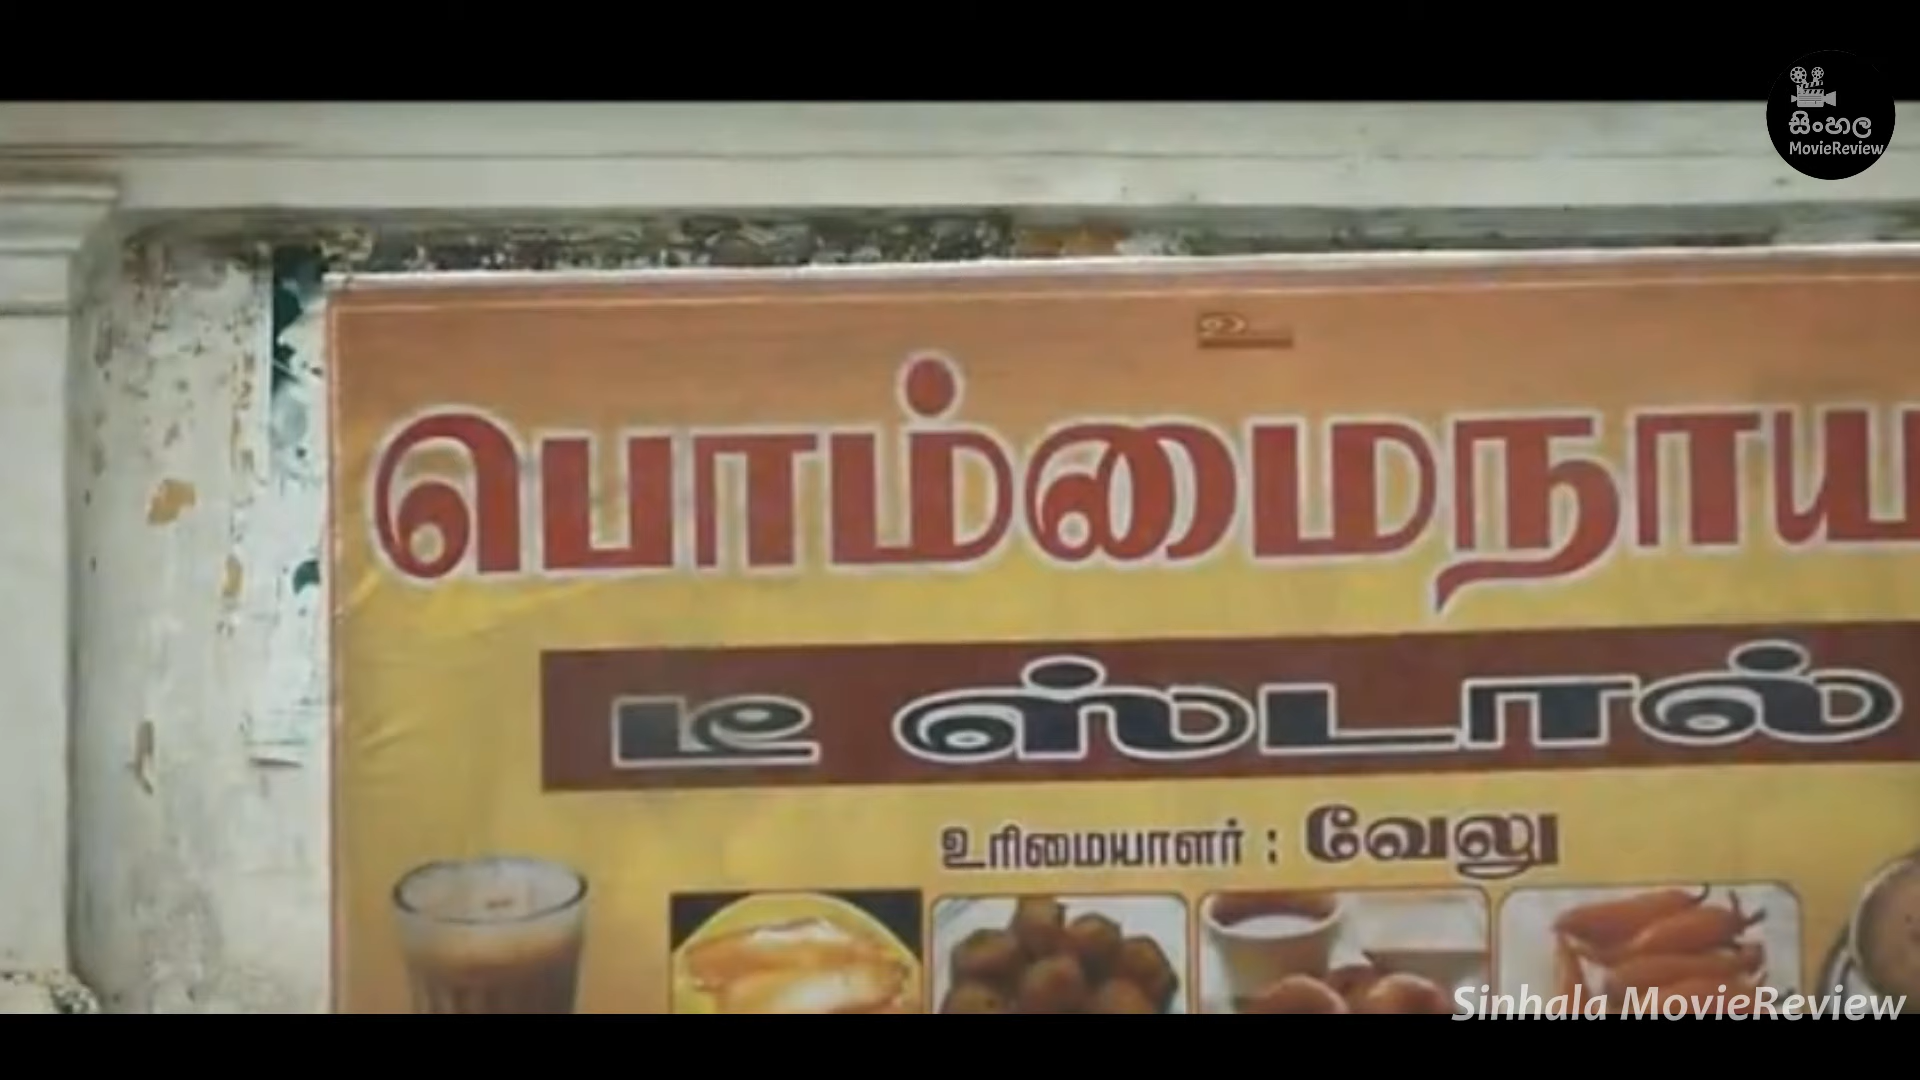 සිංහල
MovieReview
உ
பொம்மைநாய
டீ ஸ்டால்
உரிமையாளர் : வேலு
Sinhala MovieReview